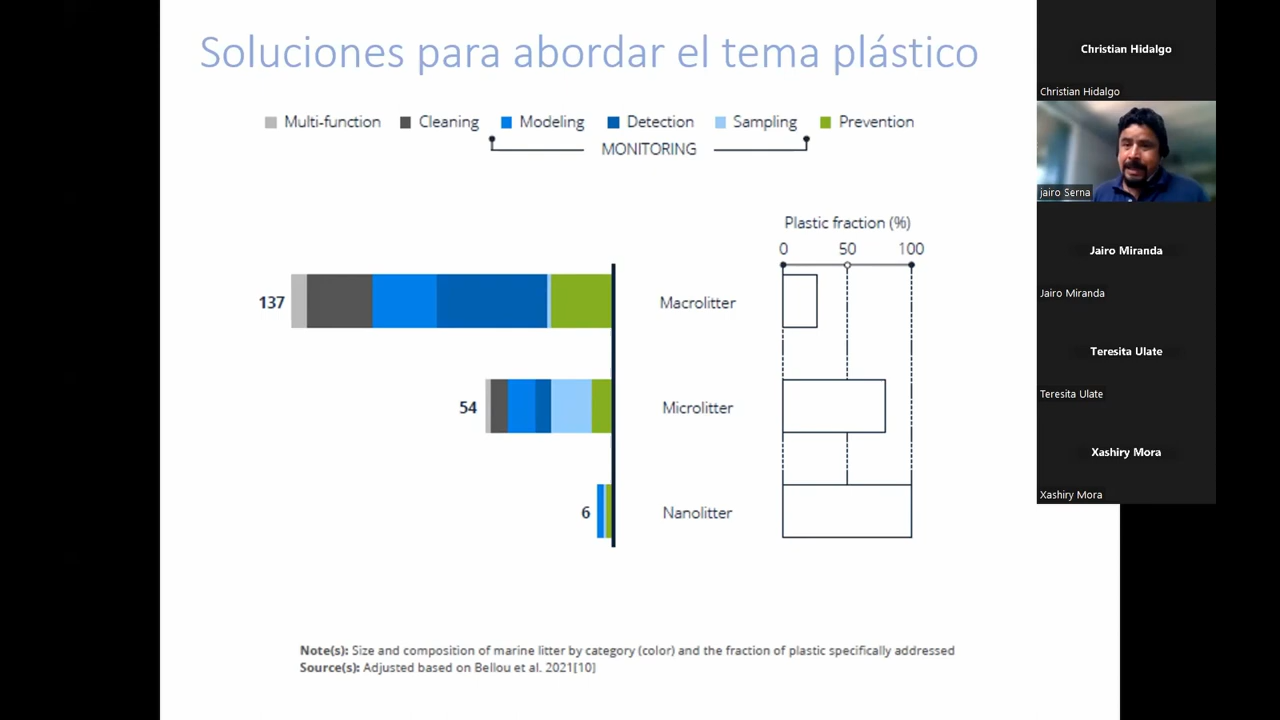 Soluciones para abordar el tema plástico
Multi-function Cleaning Modeling Detection Sampling Prevention
MONITORING
Plastic fraction (%)
0 50 100
137 Macrolitter
54 Microlitter
6 Nanolitter
Note(s): Size and composition of marine litter by category (color) and the fraction of plastic specifically addressed
Source(s): Adjusted based on Bellou et al. 2021[10]
Christian Hidalgo
Christian Hidalgo
jairo Serna
Jairo Miranda
Jairo Miranda
Teresita Ulate
Teresita Ulate
Xashiry Mora
Xashiry Mora